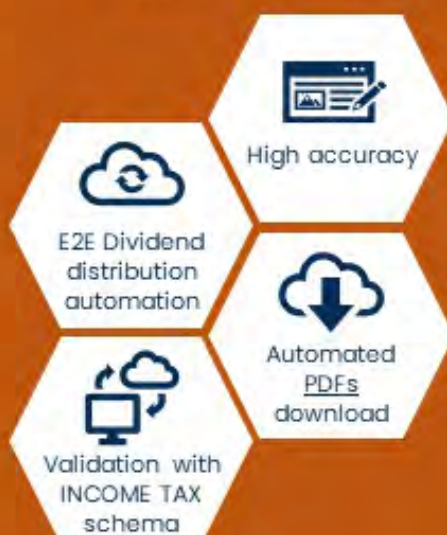 High accuracy
E2E Dividend
distribution
automation
Automated
PDFs
download
Validation with
INCOME TAX
schema